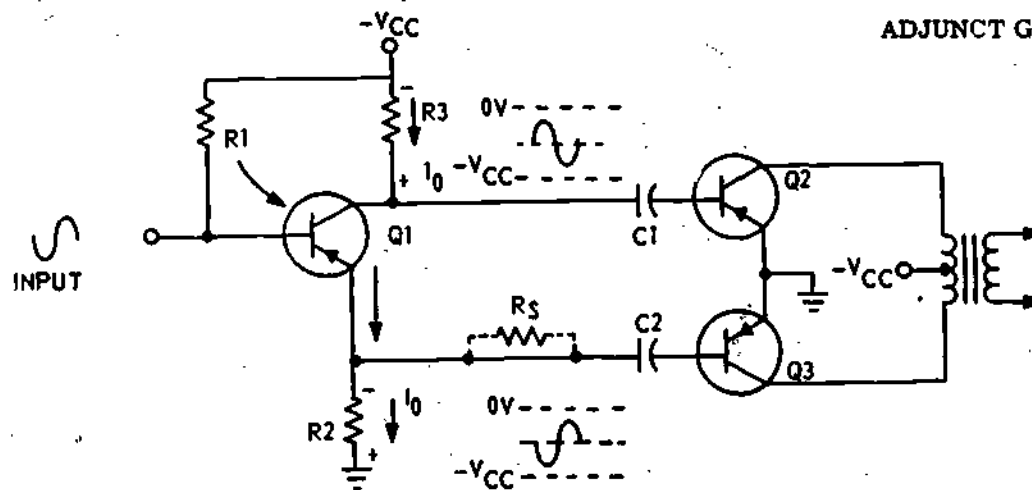 -VCC
ADJUNCT G
R1
R3
0V
I0
-VCC
Q1
C1
Q2
INPUT
-VCC
RS
C2
Q3
R2
I0
0V
-VCC